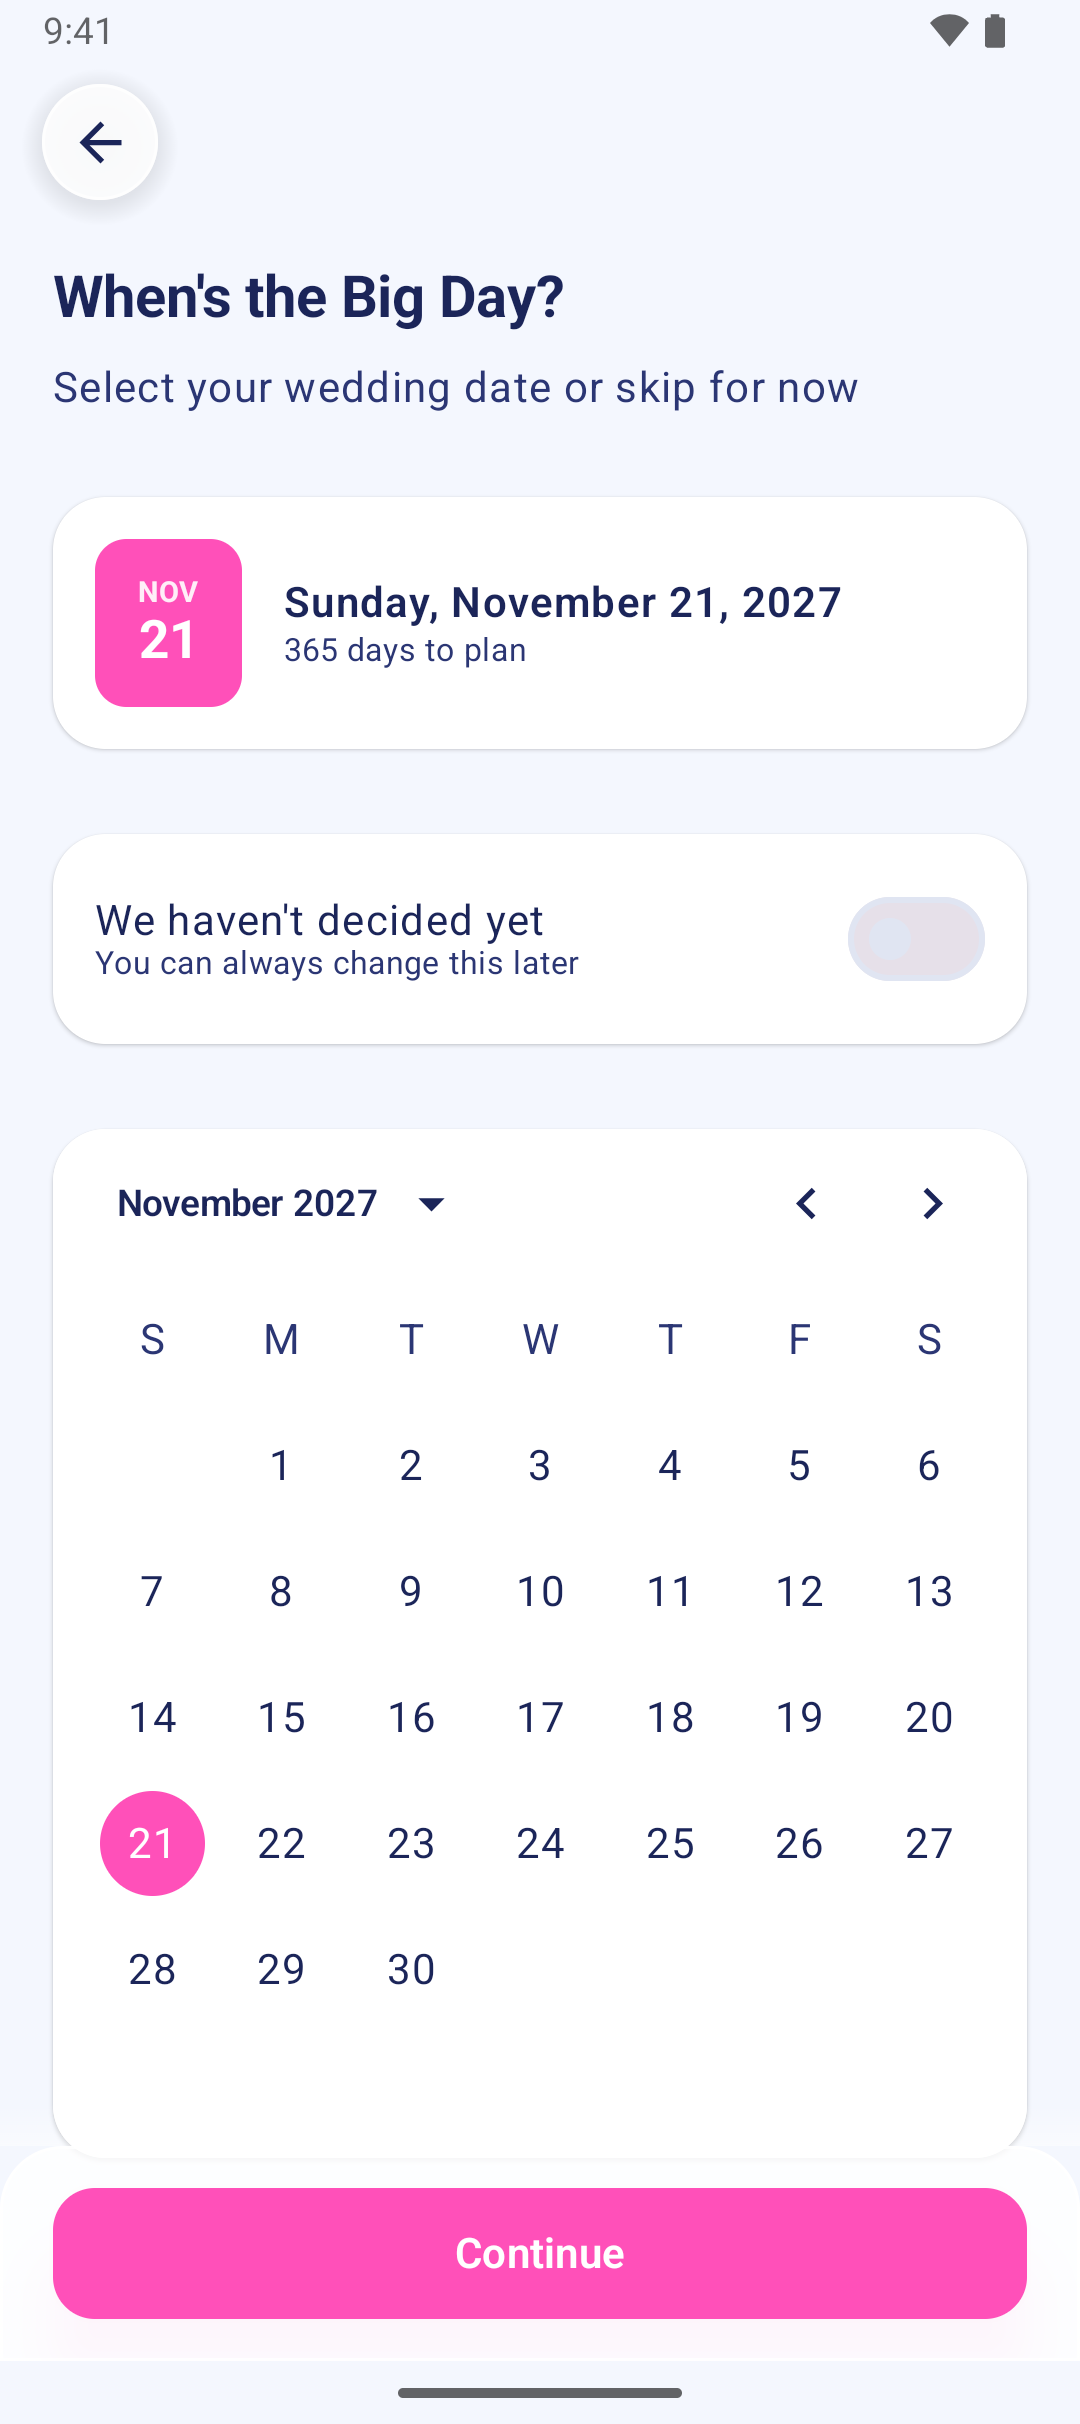 9:41
When's the Big Day?
Select your wedding date or skip for now
NOV
21
Sunday, November 21, 2027
365 days to plan
We haven't decided yet
You can always change this later
November 2027
S M T W T F S
1 2 3 4 5 6
7 8 9 10 11 12 13
14 15 16 17 18 19 20
21 22 23 24 25 26 27
28 29 30
Continue